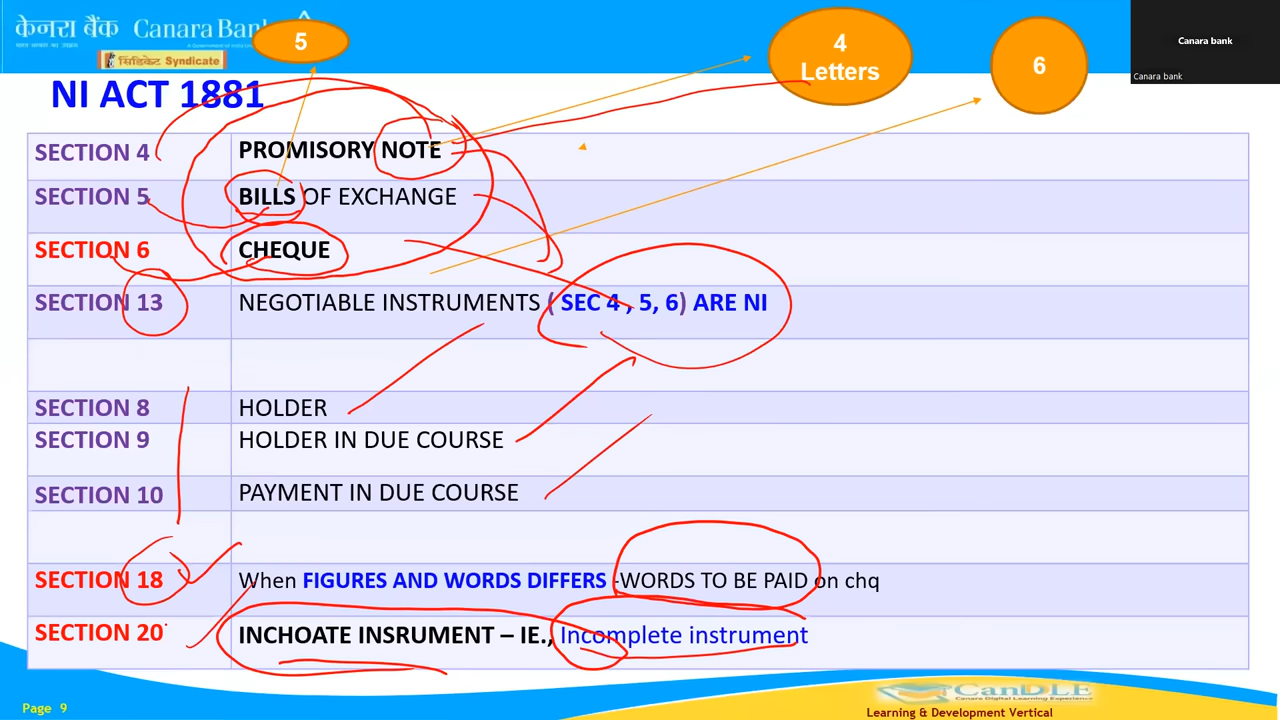 केनरा बैंक Canara Bank
सिंडिकेट Syndicate
5
4
Letters
6
Canara bank
Canara bank
NI ACT 1881
SECTION 4 PROMISORY NOTE
SECTION 5 BILLS OF EXCHANGE
SECTION 6 CHEQUE
SECTION 13 NEGOTIABLE INSTRUMENTS ( SEC 4 , 5, 6) ARE NI
SECTION 8 HOLDER
SECTION 9 HOLDER IN DUE COURSE
SECTION 10 PAYMENT IN DUE COURSE
SECTION 18 When FIGURES AND WORDS DIFFERS -WORDS TO BE PAID on chq
SECTION 20 INCHOATE INSRUMENT – IE., Incomplete instrument
CanDLE
Canara Digital Learning Experience
Learning & Development Vertical
Page 9